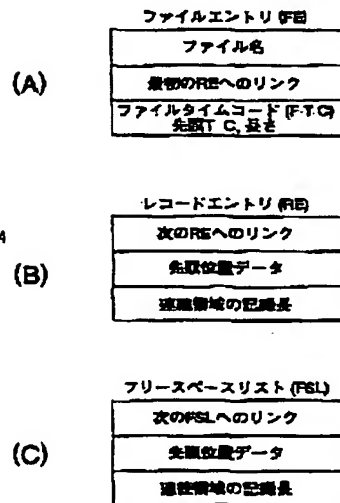 ファイルエントリ (FE)
ファイル名
(A)
最初のREへのリンク
ファイルタイムコード (F.T.C)
先頭T C, 長さ
レコードエントリ (RE)
次のREへのリンク
4
(B)
先頭位置データ
連続領域の記録長
フリースペースリスト (FSL)
次のFSLへのリンク
(C)
先頭位置データ
連続領域の記録長